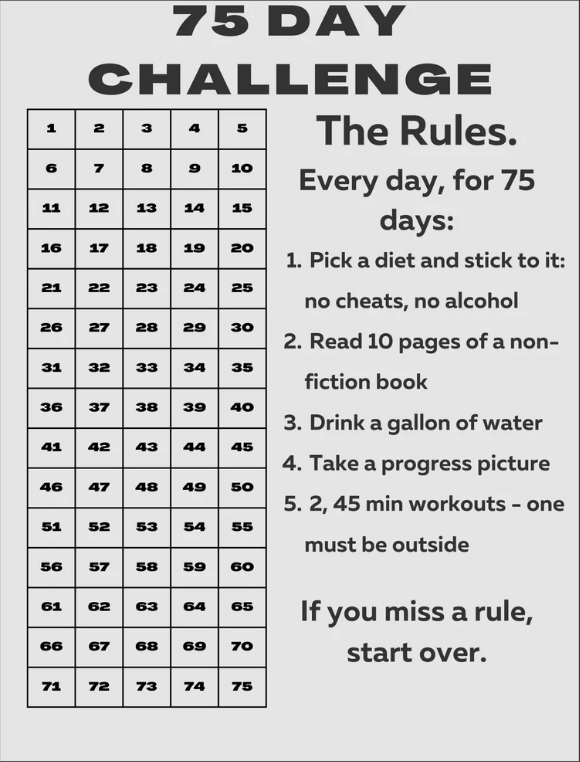 75 DAY
CHALLENGE
1 2 3 4 5
6 7 8 9 10
11 12 13 14 15
16 17 18 19 20
21 22 23 24 25
26 27 28 29 30
31 32 33 34 35
36 37 38 39 40
41 42 43 44 45
46 47 48 49 50
51 52 53 54 55
56 57 58 59 60
61 62 63 64 65
66 67 68 69 70
71 72 73 74 75
The Rules.
Every day, for 75
days:
1. Pick a diet and stick to it:
no cheats, no alcohol
2. Read 10 pages of a non-
fiction book
3. Drink a gallon of water
4. Take a progress picture
5. 2, 45 min workouts - one
must be outside
If you miss a rule,
start over.